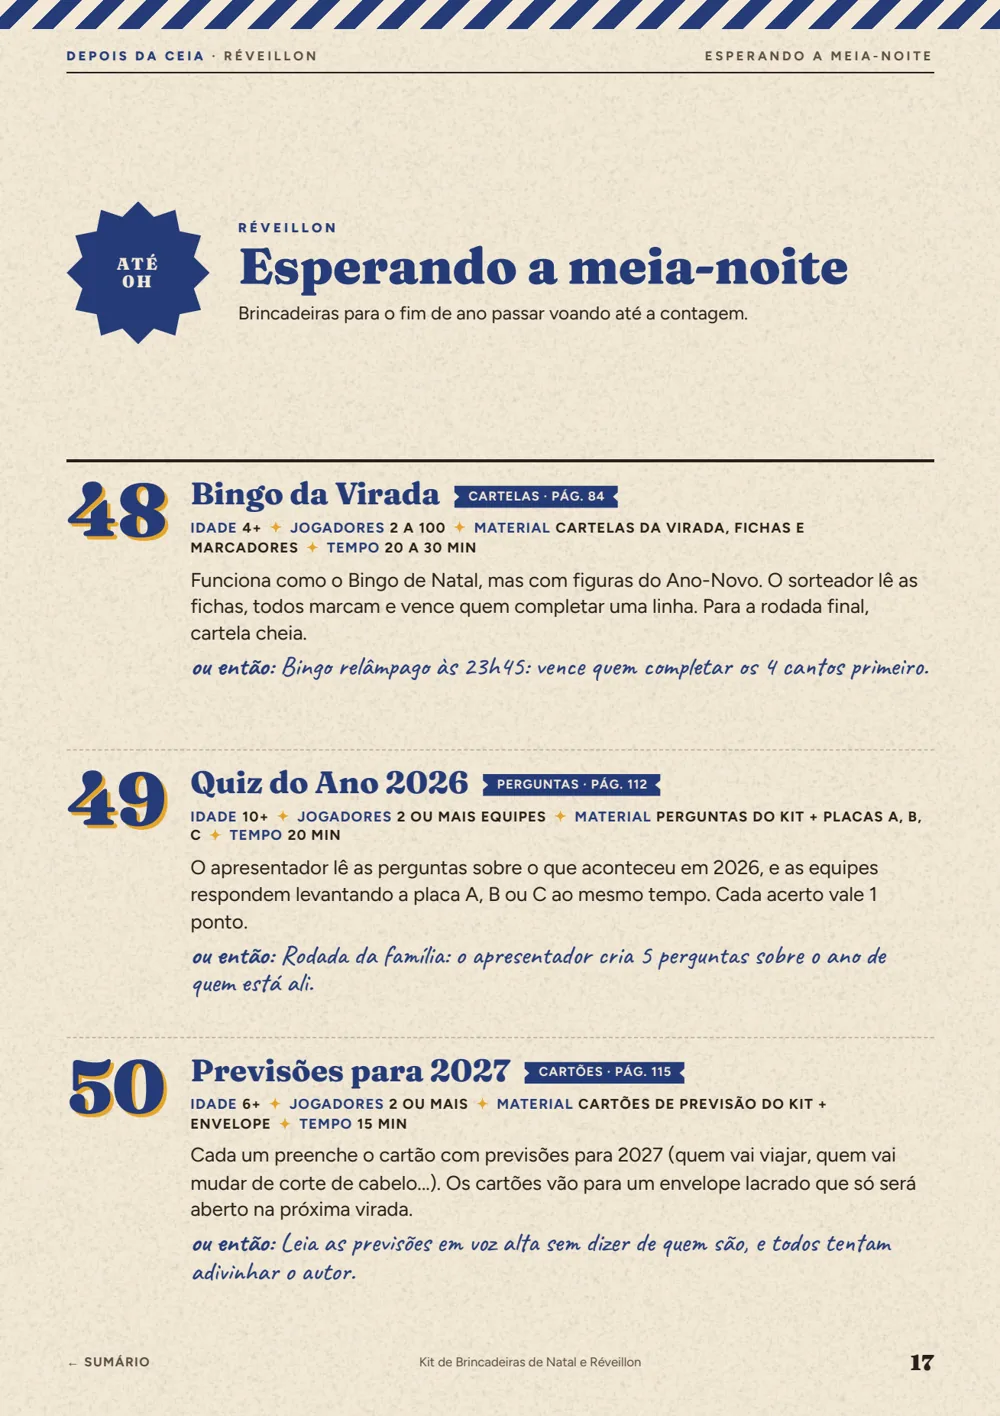 DEPOIS DA CEIA · RÉVEILLON
ESPERANDO A MEIA-NOITE
ATÉ
0H
RÉVEILLON
Esperando a meia-noite
Brincadeiras para o fim de ano passar voando até a contagem.
48
Bingo da Virada
CARTELAS · PÁG. 84
IDADE 4+ ✦ JOGADORES 2 A 100 ✦ MATERIAL CARTELAS DA VIRADA, FICHAS E
MARCADORES ✦ TEMPO 20 A 30 MIN
Funciona como o Bingo de Natal, mas com figuras do Ano-Novo. O sorteador lê as
fichas, todos marcam e vence quem completar uma linha. Para a rodada final,
cartela cheia.
ou então: Bingo relâmpago às 23h45: vence quem completar os 4 cantos primeiro.
49
Quiz do Ano 2026
PERGUNTAS · PÁG. 112
IDADE 10+ ✦ JOGADORES 2 OU MAIS EQUIPES ✦ MATERIAL PERGUNTAS DO KIT + PLACAS A, B,
C ✦ TEMPO 20 MIN
O apresentador lê as perguntas sobre o que aconteceu em 2026, e as equipes
respondem levantando a placa A, B ou C ao mesmo tempo. Cada acerto vale 1
ponto.
ou então: Rodada da família: o apresentador cria 5 perguntas sobre o ano de
quem está ali.
50
Previsões para 2027
CARTÕES · PÁG. 115
IDADE 6+ ✦ JOGADORES 2 OU MAIS ✦ MATERIAL CARTÕES DE PREVISÃO DO KIT +
ENVELOPE ✦ TEMPO 15 MIN
Cada um preenche o cartão com previsões para 2027 (quem vai viajar, quem vai
mudar de corte de cabelo...). Os cartões vão para um envelope lacrado que só será
aberto na próxima virada.
ou então: Leia as previsões em voz alta sem dizer de quem são, e todos tentam
adivinhar o autor.
← SUMÁRIO
Kit de Brincadeiras de Natal e Réveillon
17